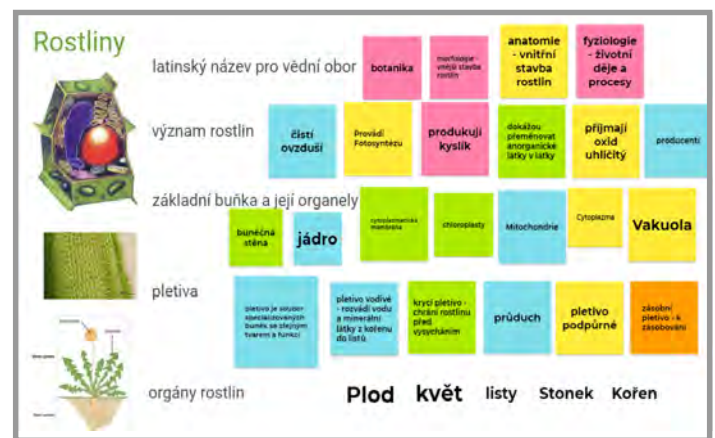 Rostliny
latinský název pro vědní obor
botanika
morfologie -
vnější stavba
rostlin
anatomie
- vnitřní
stavba
rostlin
fyziologie
- životní
děje a
procesy
význam rostlin
čistí
ovzduší
Provádí
Fotosyntézu
produkují
kyslík
dokážou
přeměnovat
anorganické
látky v látky
přijmají
oxid
uhličitý
producenti
základní buňka a její organely
buněčná
stěna
jádro
cytoplasmatická
membrána
chloroplasty
Mitochondrie
Cytoplazma
Vakuola
pletiva
pletivo je soubor
specializovaných
buněk se stejným
tvarem a funkcí
pletivo vodivé
- rozvádí vodu
a minerální
látky z kořenu
do listů
krycí pletivo -
chrání rostlinu
před
vysycháním
průduch
pletivo
podpůrné
zásobní
pletivo - k
zásobování
orgány rostlin
Plod
květ
listy
Stonek
Kořen